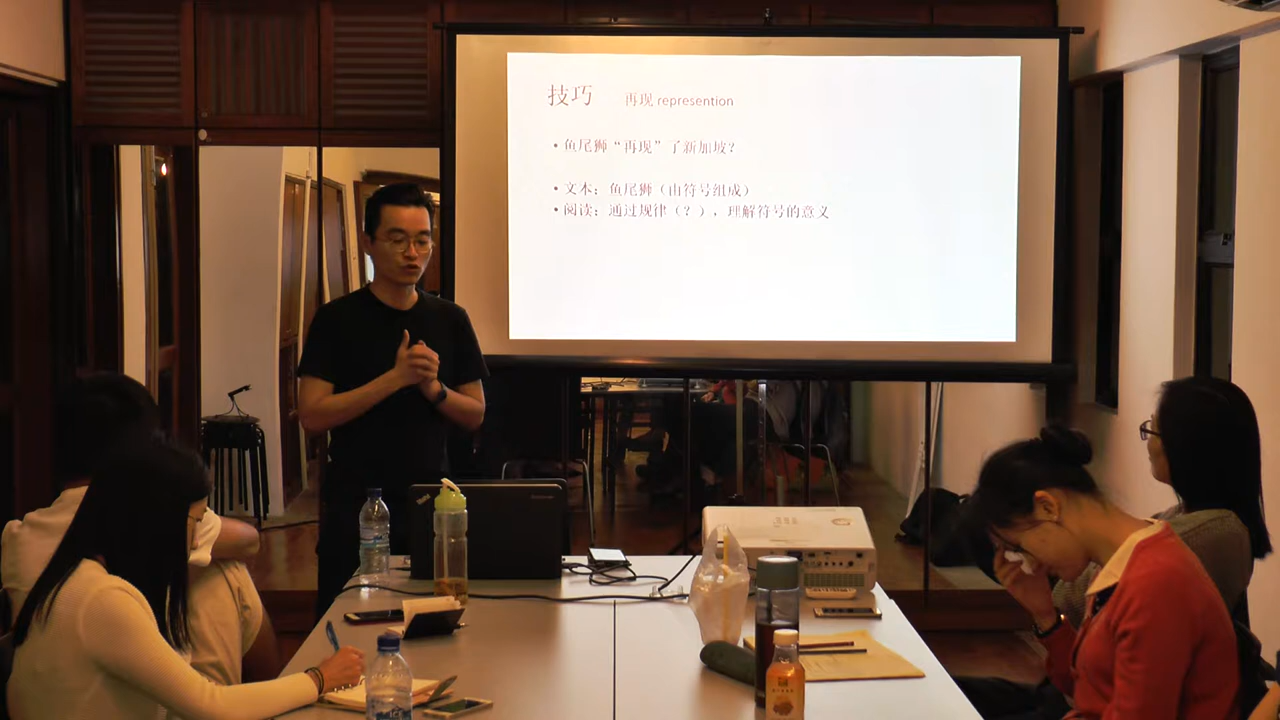 技巧 再现 represention
• 鱼尾狮“再现”了新加坡？
• 文本：鱼尾狮（由符号组成）
• 阅读：通过规律（？），理解符号的意义
ICE